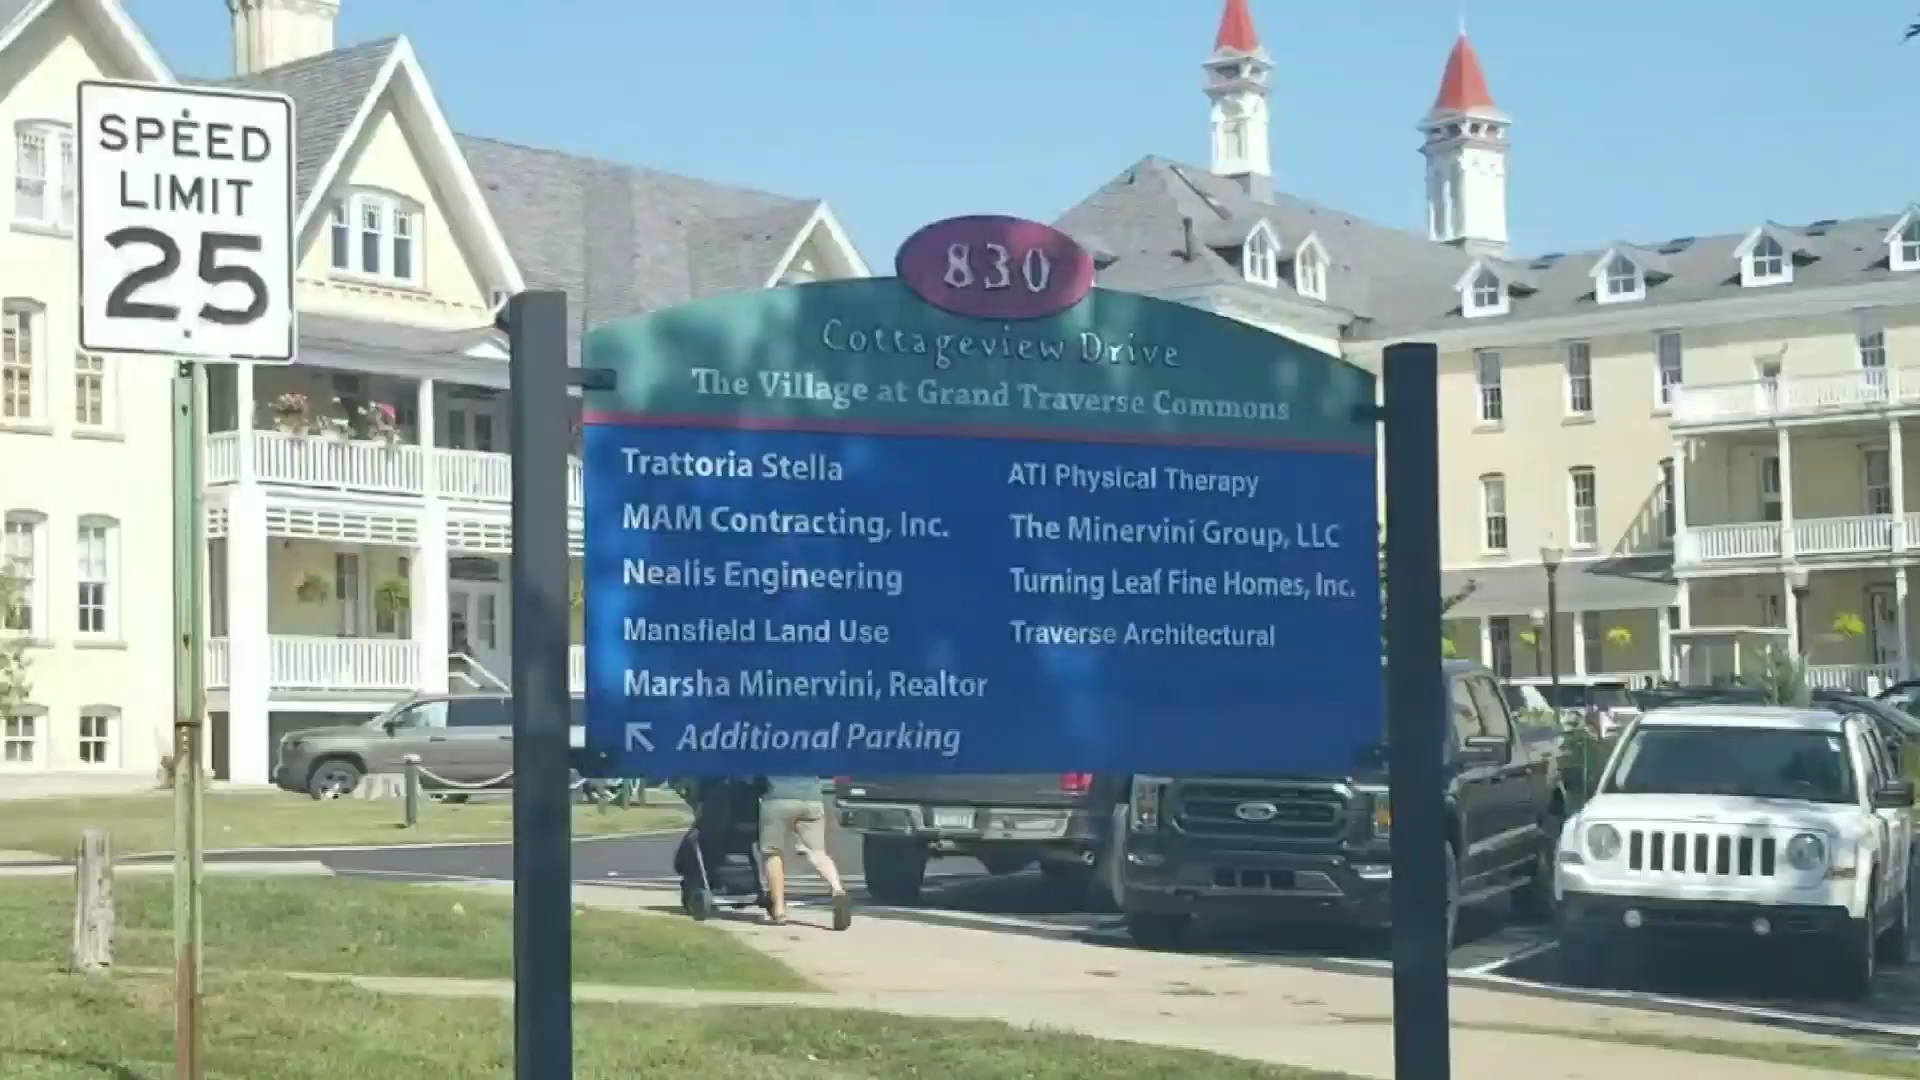 SPEED
LIMIT
25
830
Cottageview Drive
The Village at Grand Traverse Commons
Trattoria Stella
MAM Contracting, Inc.
Nealis Engineering
Mansfield Land Use
Marsha Minervini, Realtor
Additional Parking
ATI Physical Therapy
The Minervini Group, LLC
Turning Leaf Fine Homes, Inc.
Traverse Architectural